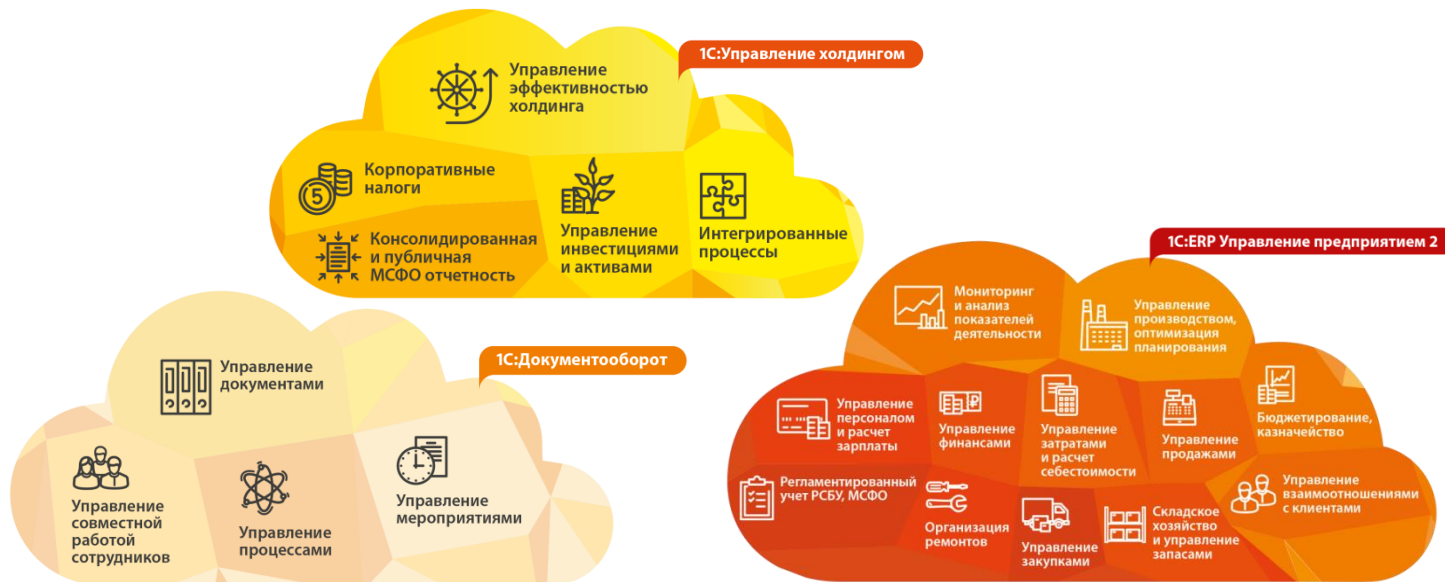 1С:Управление холдингом
Управление
эффективностью
холдинга
Корпоративные
налоги
Консолидированная
и публичная
МСФО отчетность
Управление
инвестициями
и активами
Интегрированные
процессы
1С:Документооборот
Управление
документами
Управление
совместной
работой
сотрудников
Управление
процессами
Управление
мероприятиями
1С:ERP Управление предприятием 2
Мониторинг
и анализ
показателей
деятельности
Управление
производством,
оптимизация
планирования
Управление
персоналом
и расчет
зарплаты
Управление
финансами
Управление
затратами
и расчет
себестоимости
Управление
продажами
Бюджетирование,
казначейство
Регламентированный
учет РСБУ, МСФО
Организация
ремонтов
Управление
закупками
Складское
хозяйство
и управление
запасами
Управление
взаимоотношениями
с клиентами